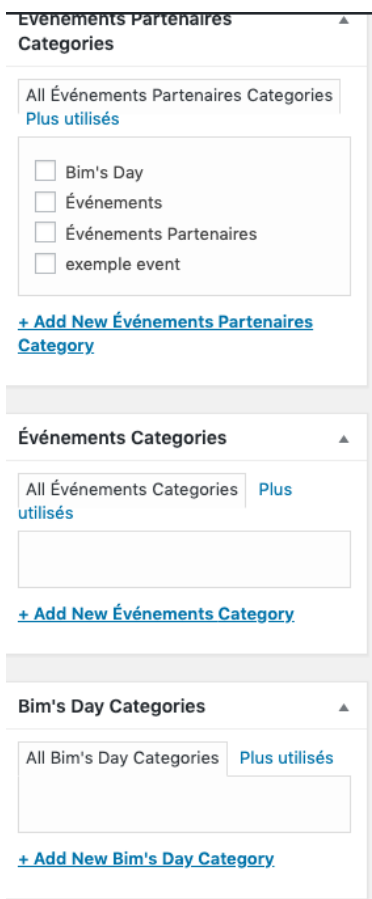 Événements Partenaires
Categories
All Événements Partenaires Categories
Plus utilisés
Bim's Day
Événements
Événements Partenaires
exemple event
+ Add New Événements Partenaires
Category
Événements Categories
All Événements Categories Plus
utilisés
+ Add New Événements Category
Bim's Day Categories
All Bim's Day Categories Plus utilisés
+ Add New Bim's Day Category